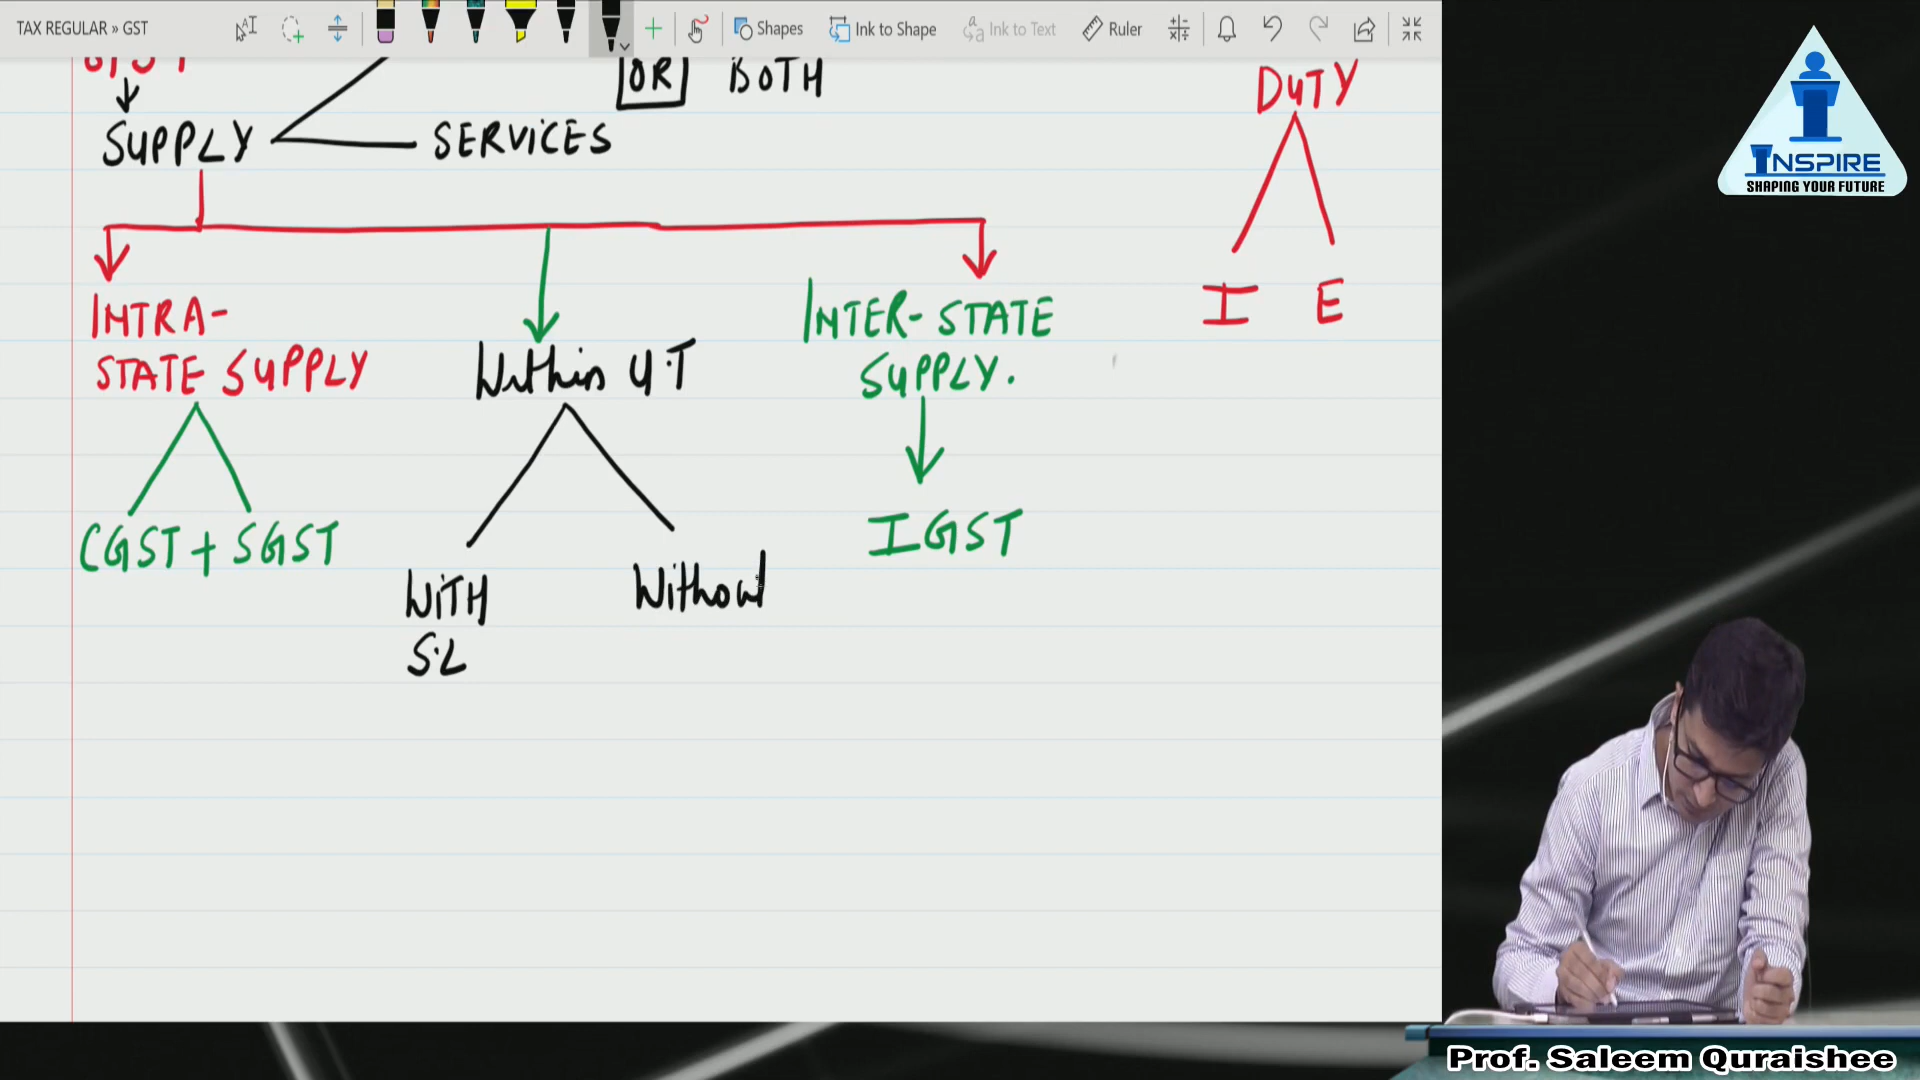 TAX REGULAR » GST
Shapes
Ink to Shape
Ink to Text
Ruler
OR BOTH
SUPPLY
SERVICES
DUTY
I E
INTRA-
STATE SUPPLY
Within U.T
INTER-STATE
SUPPLY.
CGST + SGST
IGST
WITH
S.L
Without
INSPIRE
SHAPING YOUR FUTURE
Prof. Saleem Quraishee